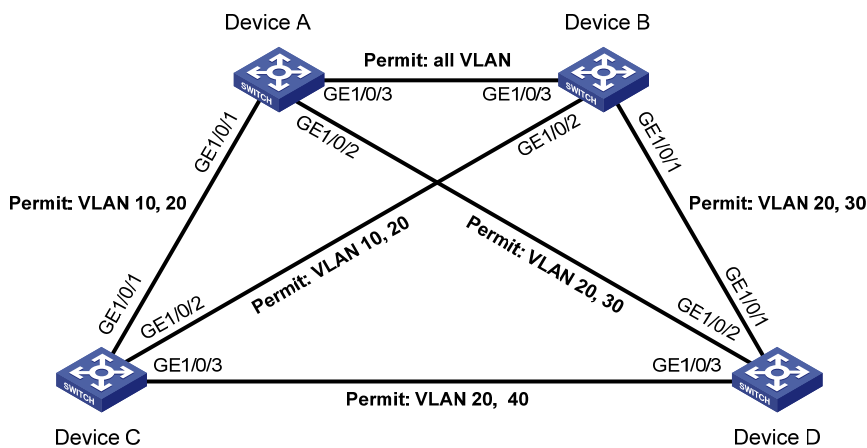 Device A
Device B
Permit: all VLAN
SWITCH
GE1/0/3
GE1/0/3
SWITCH
GE1/0/1
GE1/0/2
GE1/0/2
GE1/0/1
Permit: VLAN 10, 20
Permit: VLAN 20, 30
Permit: VLAN 10, 20
Permit: VLAN 20, 30
GE1/0/1
GE1/0/2
GE1/0/2
GE1/0/1
SWITCH
GE1/0/3
GE1/0/3
SWITCH
Permit: VLAN 20, 40
Device C
Device D